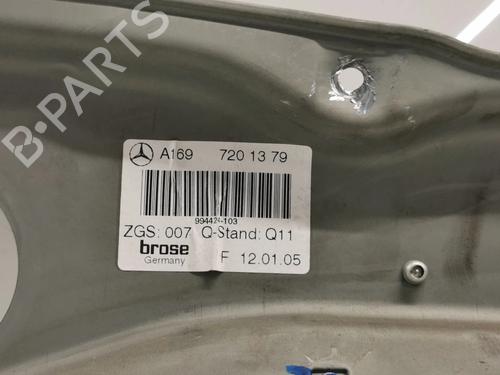 B-PARTS
A169 720 13 79
994424-103
ZGS: 007 Q-Stand: Q11
brose
Germany F 12.01.05